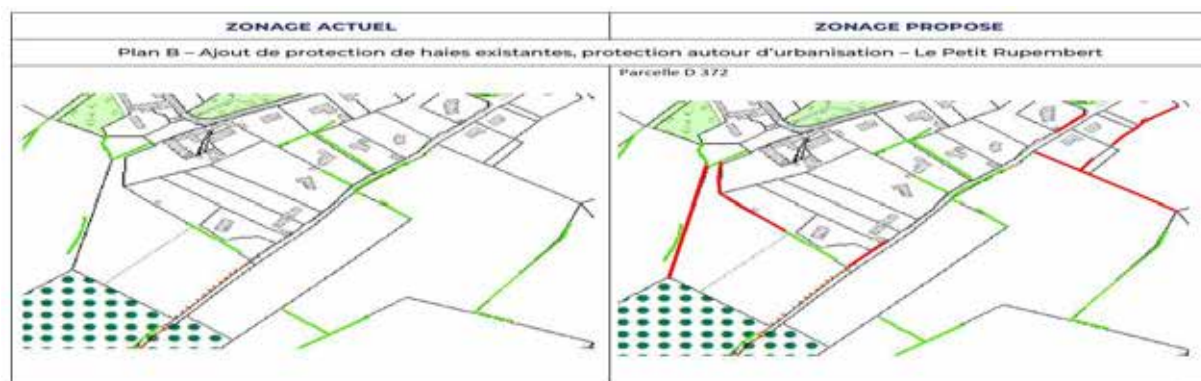 ZONAGE ACTUEL
ZONAGE PROPOSE
Plan B – Ajout de protection de haies existantes, protection autour d'urbanisation – Le Petit Rupembert
Parcelle D 372